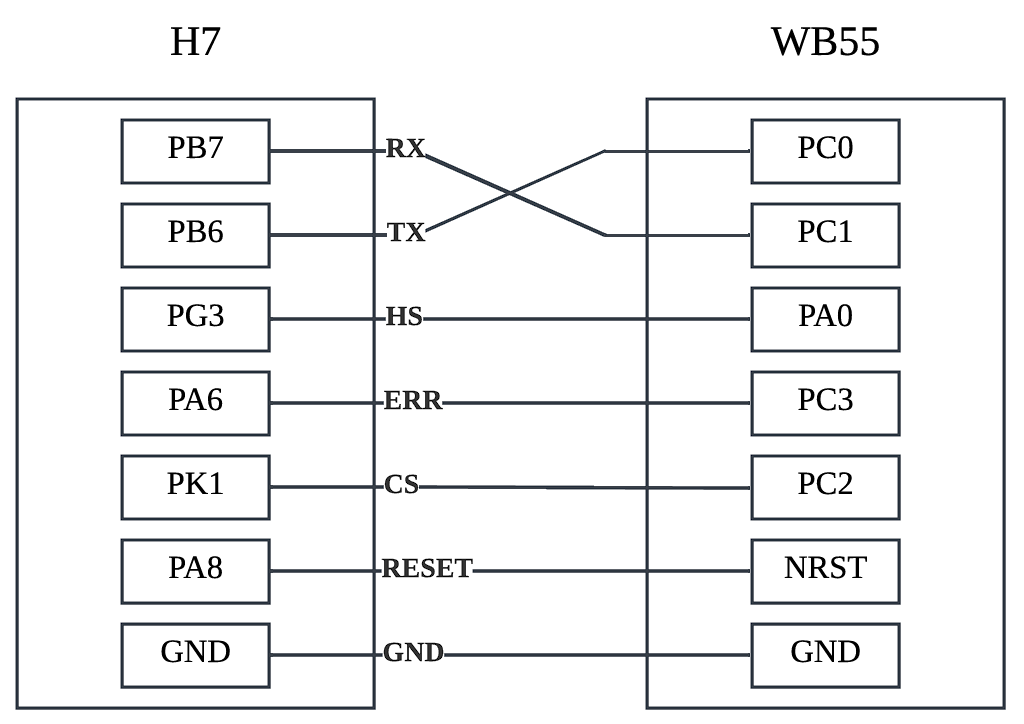 H7
WB55
PB7
RX
PC0
PB6
TX
PC1
PG3
HS
PA0
PA6
ERR
PC3
PK1
CS
PC2
PA8
RESET
NRST
GND
GND
GND